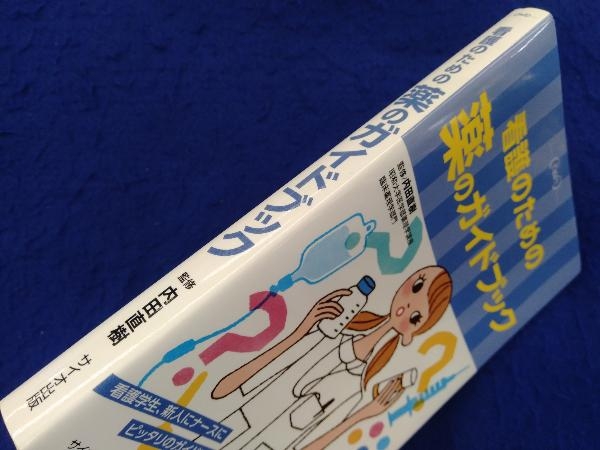 看護のための
薬のガイドブック
監修 内田直樹
サイオ出版
看護のための
薬のガイドブック
監修 内田直樹
看護学生、新人にナースに
ピッタリのガイ
サ